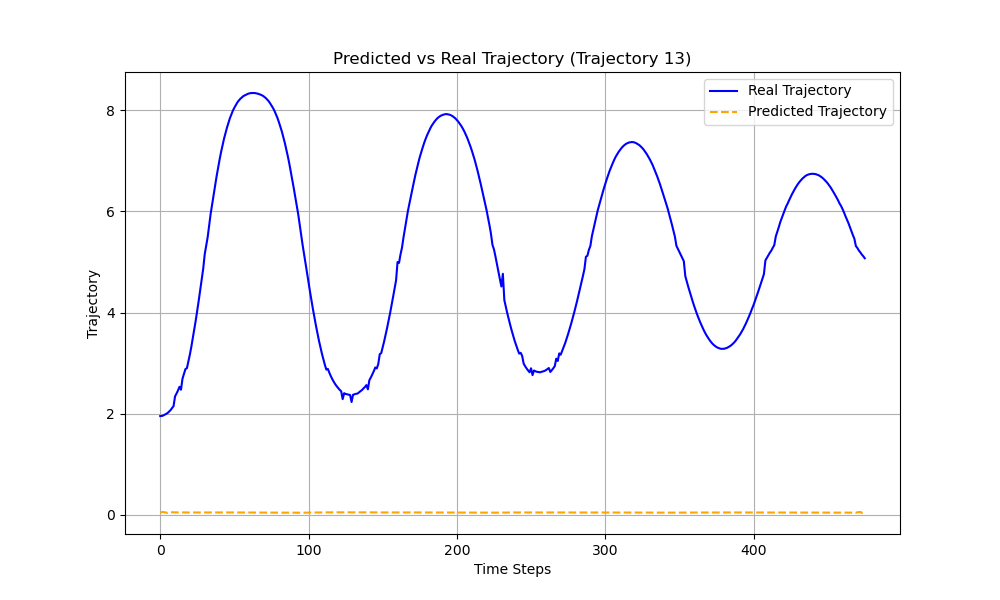 Predicted vs Real Trajectory (Trajectory 13)
Real Trajectory
Predicted Trajectory
Trajectory
8
6
4
2
0
0 100 200 300 400
Time Steps